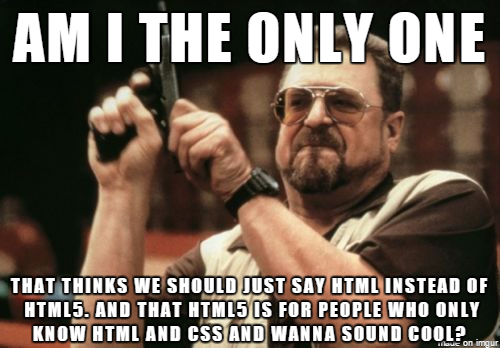 AM I THE ONLY ONE
THAT THINKS WE SHOULD JUST SAY HTML INSTEAD OF
HTML5. AND THAT HTML5 IS FOR PEOPLE WHO ONLY
KNOW HTML AND CSS AND WANNA SOUND COOL?
made on imgur